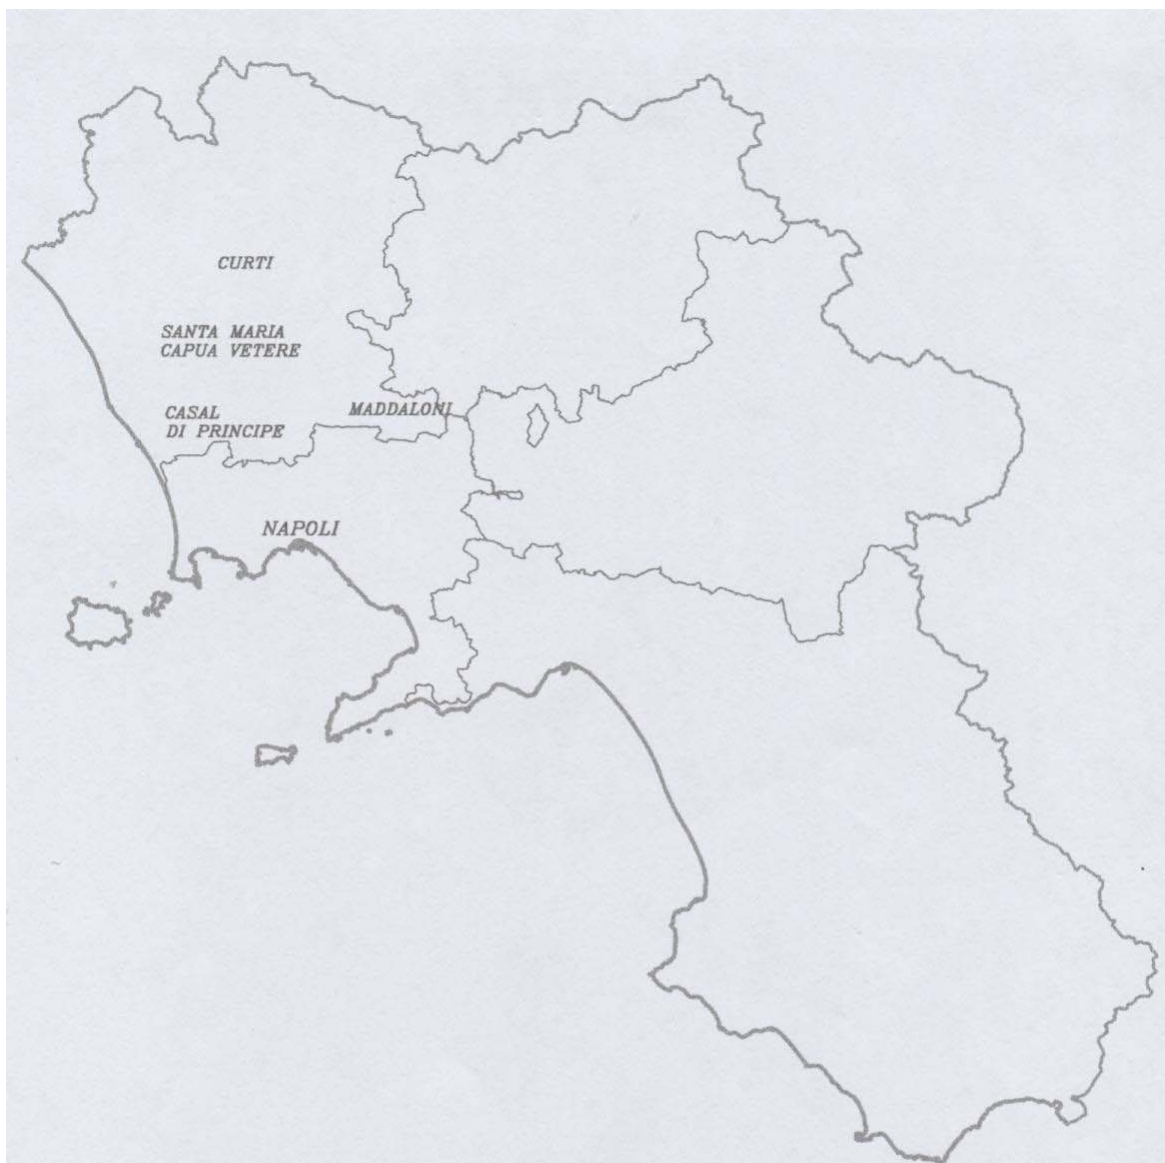 CURTI
SANTA MARIA
CAPUA VETERE
CASAL
DI PRINCIPE
MADDALONI
NAPOLI